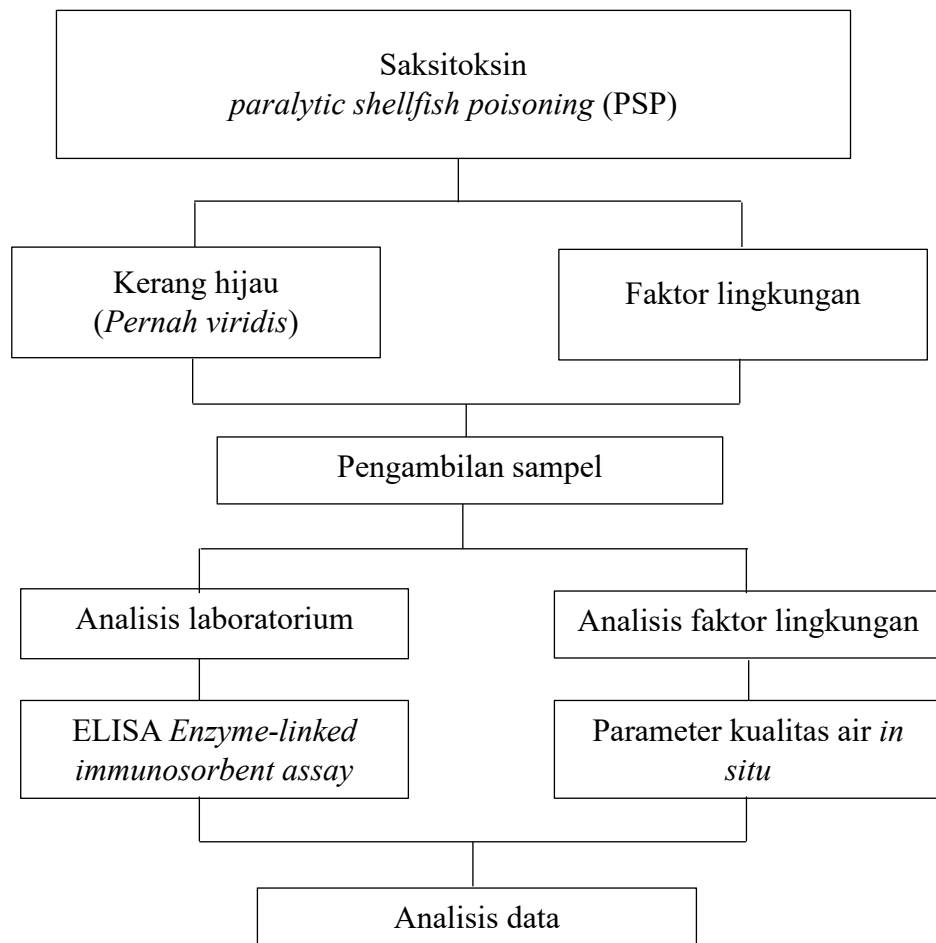 Saksitoksin
paralytic shellfish poisoning (PSP)
Kerang hijau
(Pernah viridis)
Faktor lingkungan
Pengambilan sampel
Analisis laboratorium
Analisis faktor lingkungan
ELISA Enzyme-linked
immunosorbent assay
Parameter kualitas air in
situ
Analisis data